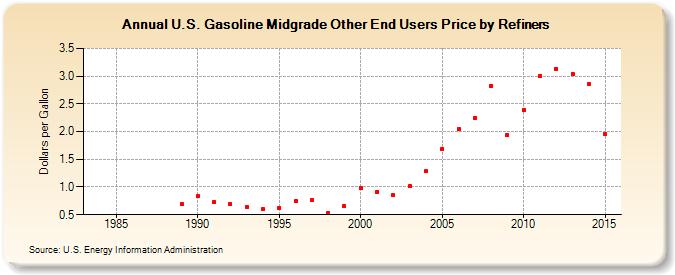 Annual U.S. Gasoline Midgrade Other End Users Price by Refiners
Dollars per Gallon
3.5
3.0
2.5
2.0
1.5
1.0
0.5
1985 1990 1995 2000 2005 2010 2015
Source: U.S. Energy Information Administration